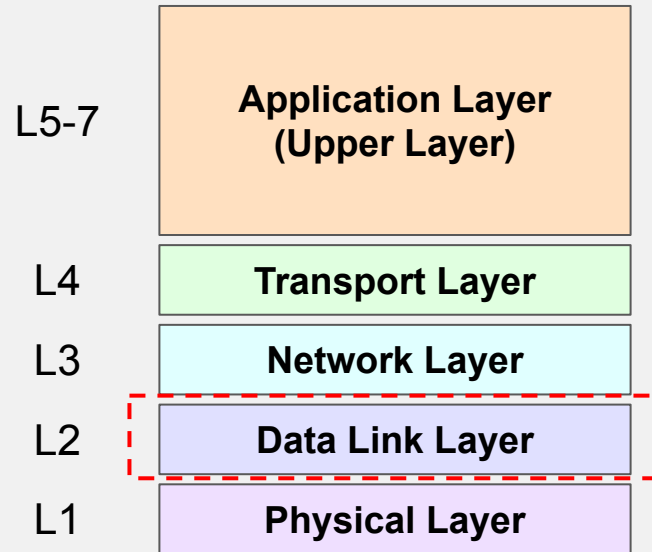 L5-7
Application Layer
(Upper Layer)
L4
Transport Layer
L3
Network Layer
L2
Data Link Layer
L1
Physical Layer